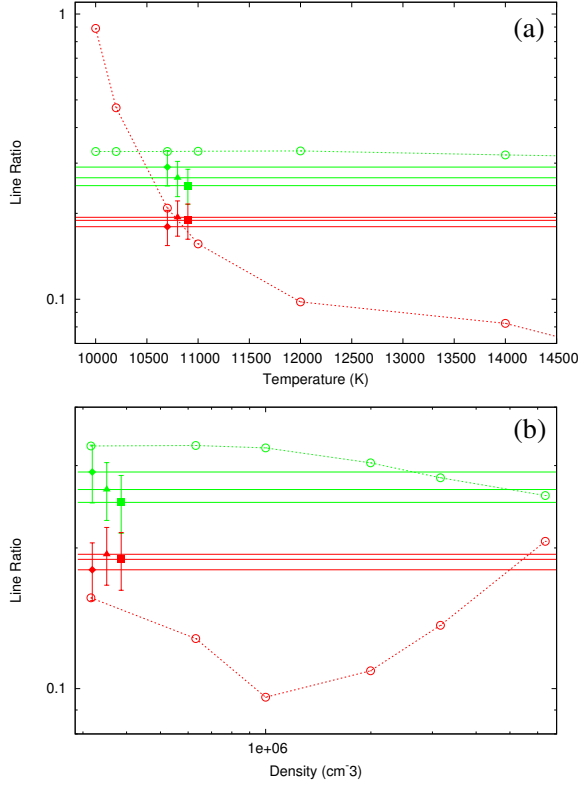 1
(a)
Line Ratio
0.1
10000 10500 11000 11500 12000 12500 13000 13500 14000 14500
Temperature (K)
(b)
Line Ratio
0.1
1e+06
Density (cm-3)